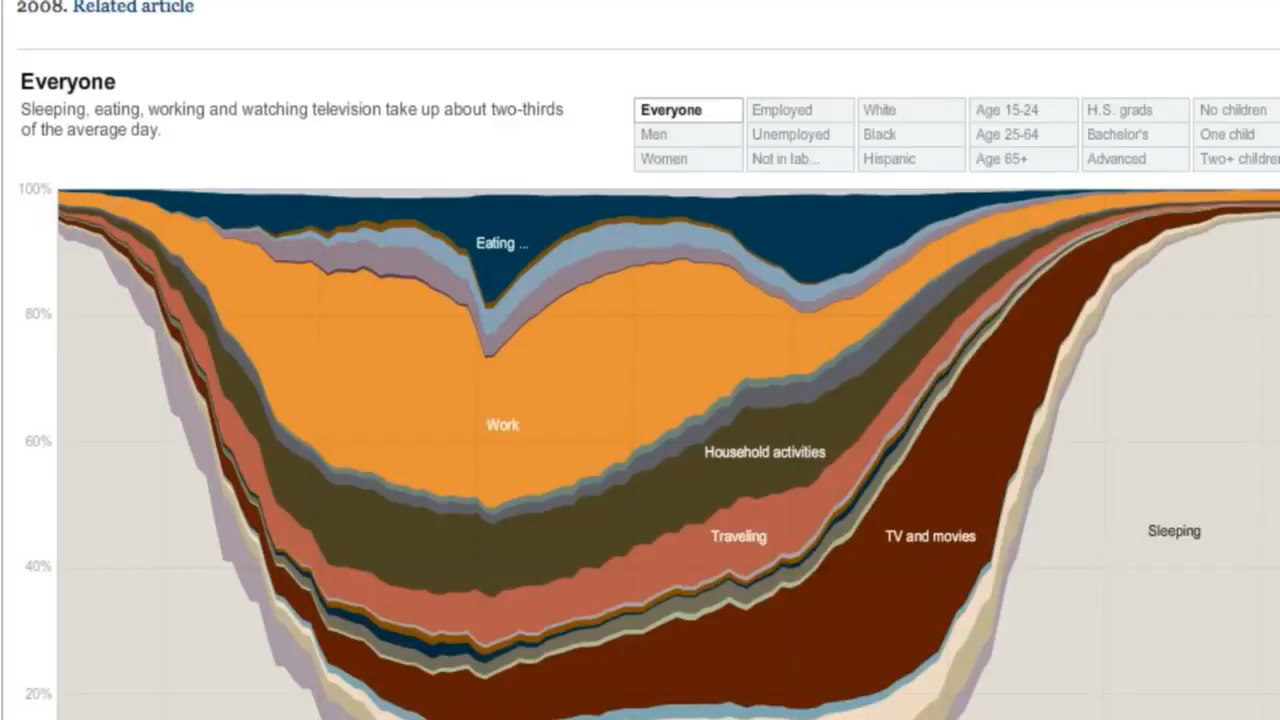 2008. Related article
Everyone
Sleeping, eating, working and watching television take up about two-thirds
of the average day.
Everyone Employed White Age 15-24 H.S. grads No children
Men Unemployed Black Age 25-64 Bachelor's One child
Women Not in lab... Hispanic Age 65+ Advanced Two+ childre
100%
Eating ...
80%
Work
60%
Household activities
Traveling
TV and movies
Sleeping
40%
20%